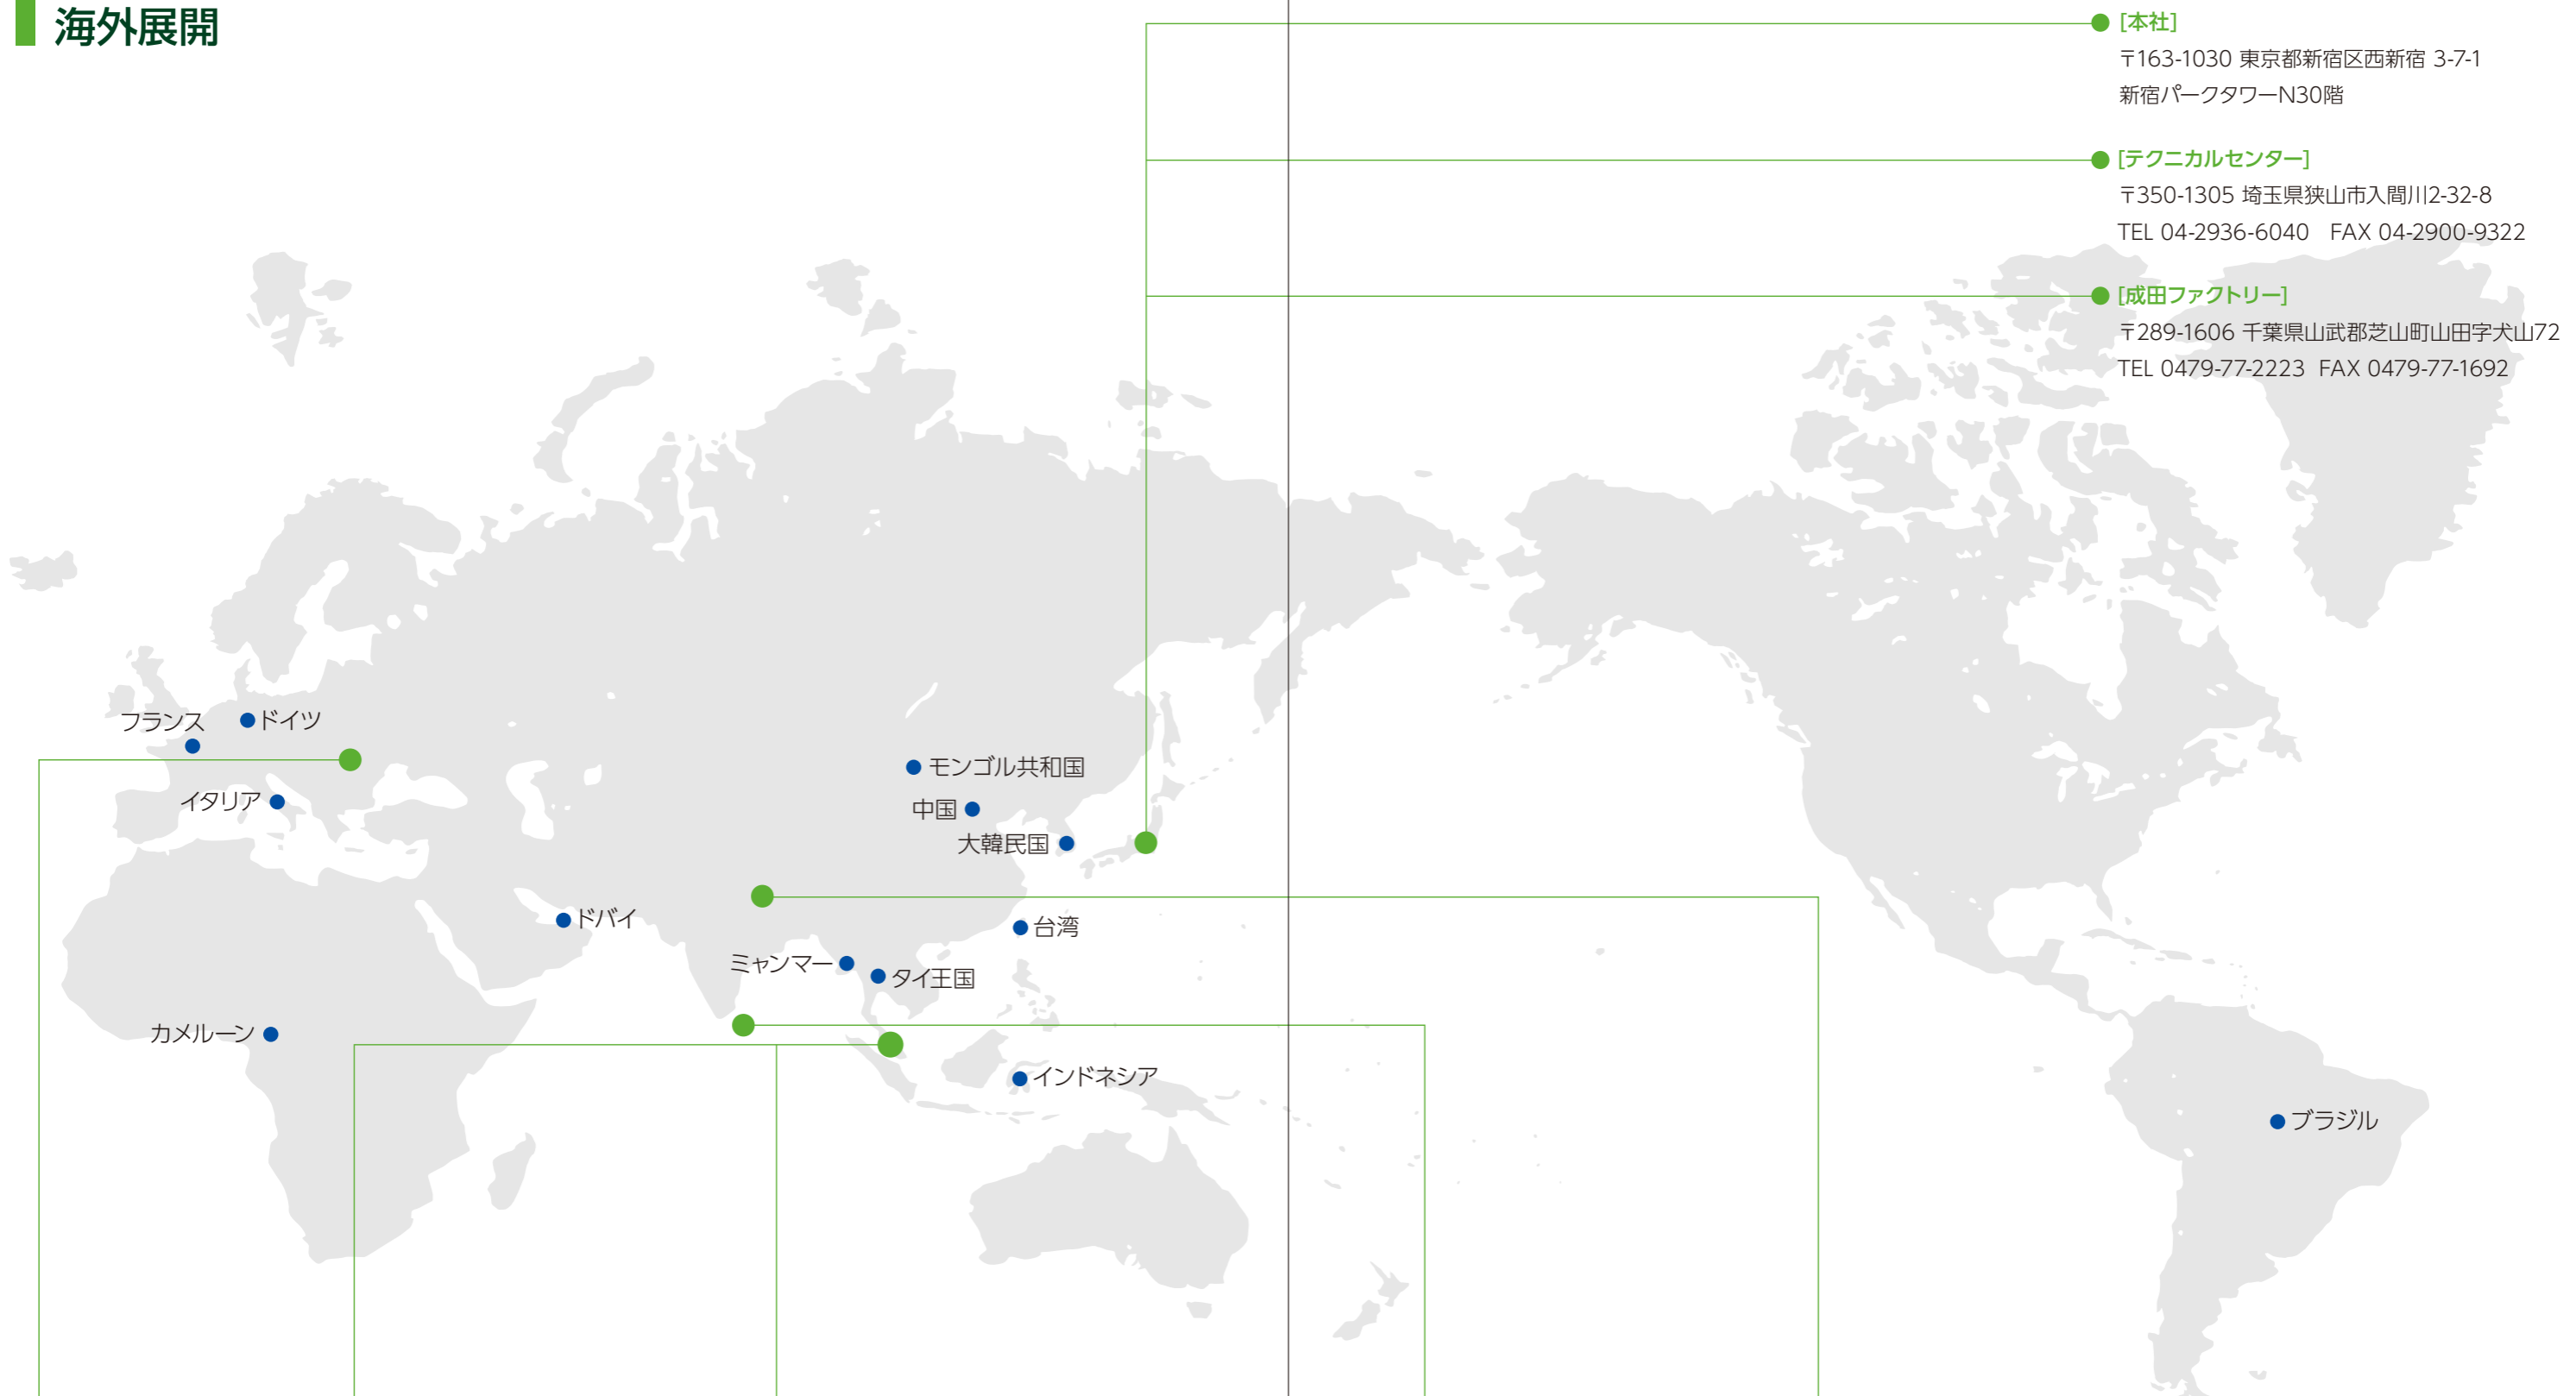 海外展開
[本社]
〒163-1030 東京都新宿区西新宿 3-7-1
新宿パークタワーN30階
[テクニカルセンター]
〒350-1305 埼玉県狭山市入間川2-32-8
TEL 04-2936-6040 FAX 04-2900-9322
[成田ファクトリー]
〒289-1606 千葉県山武郡芝山町山田字犬山72
TEL 0479-77-2223 FAX 0479-77-1692
フランス
ドイツ
イタリア
モンゴル共和国
中国
大韓民国
ドバイ
台湾
ミャンマー
タイ王国
カメルーン
インドネシア
ブラジル